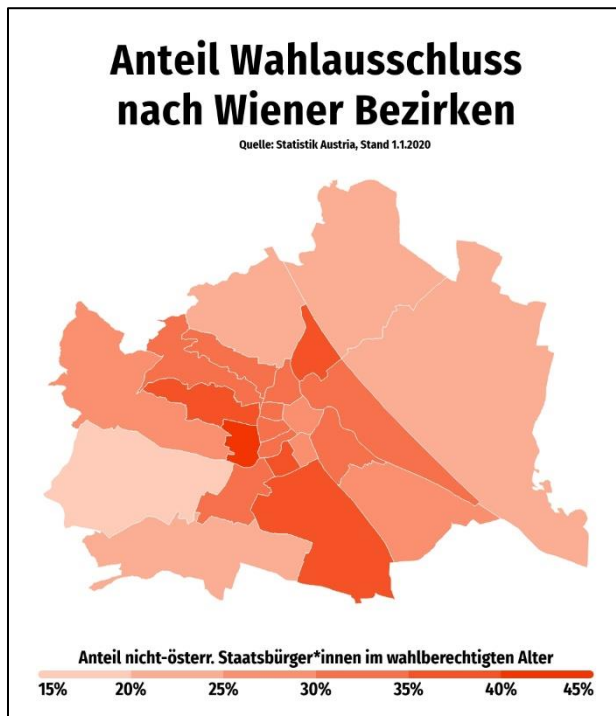 Anteil Wahlausschluss
nach Wiener Bezirken
Quelle: Statistik Austria, Stand 1.1.2020
Anteil nicht-österr. Staatsbürger*innen im wahlberechtigten Alter
15% 20% 25% 30% 35% 40% 45%